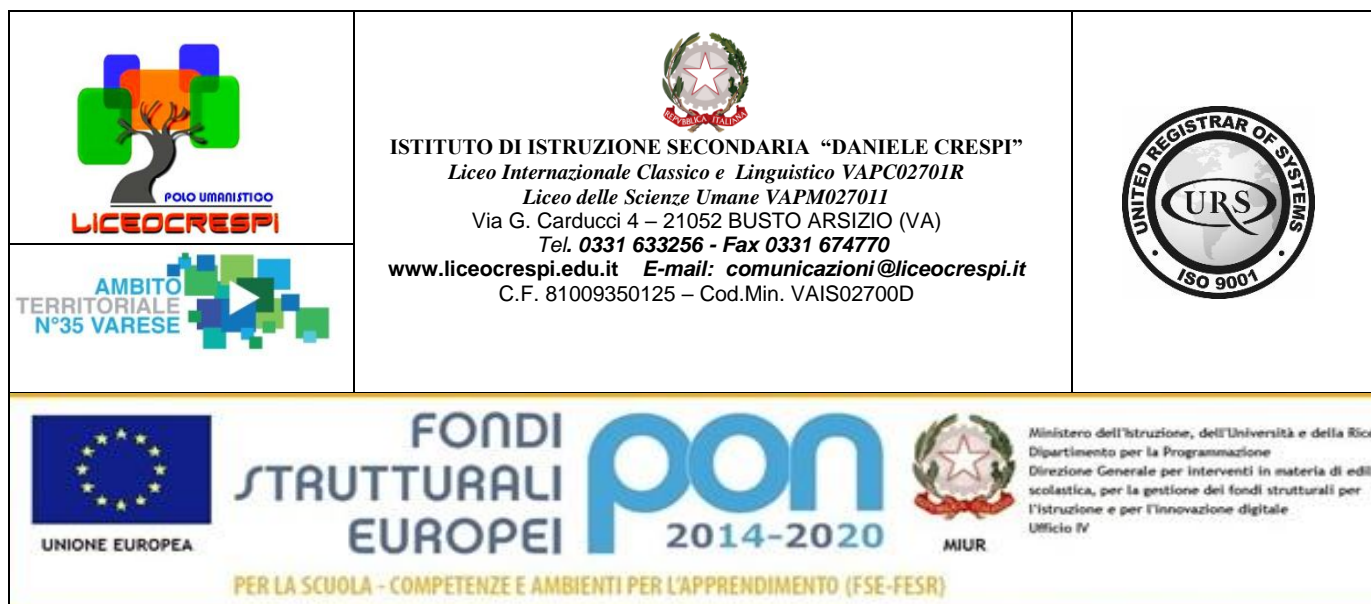 POLO UMANISTICO
LICEOCRESPI
AMBITO
TERRITORIALE
N°35 VARESE
REPVBBLICA ITALIANA
ISTITUTO DI ISTRUZIONE SECONDARIA “DANIELE CRESPI”
Liceo Internazionale Classico e Linguistico VAPC02701R
Liceo delle Scienze Umane VAPM027011
Via G. Carducci 4 – 21052 BUSTO ARSIZIO (VA)
Tel. 0331 633256 - Fax 0331 674770
www.liceocrespi.edu.it E-mail: comunicazioni@liceocrespi.it
C.F. 81009350125 – Cod.Min. VAIS02700D
UNITED REGISTRAR OF SYSTEMS
URS
ISO 9001
UNIONE EUROPEA
FONDI
STRUTTURALI
EUROPEI
pon
2014-2020
MIUR
Ministero dell'Istruzione, dell'Università e della Rice
Dipartimento per la Programmazione
Direzione Generale per interventi in materia di edil
scolastica, per la gestione dei fondi strutturali per
l'istruzione e per l'innovazione digitale
Ufficio IV
PER LA SCUOLA - COMPETENZE E AMBIENTI PER L'APPRENDIMENTO (FSE-FESR)